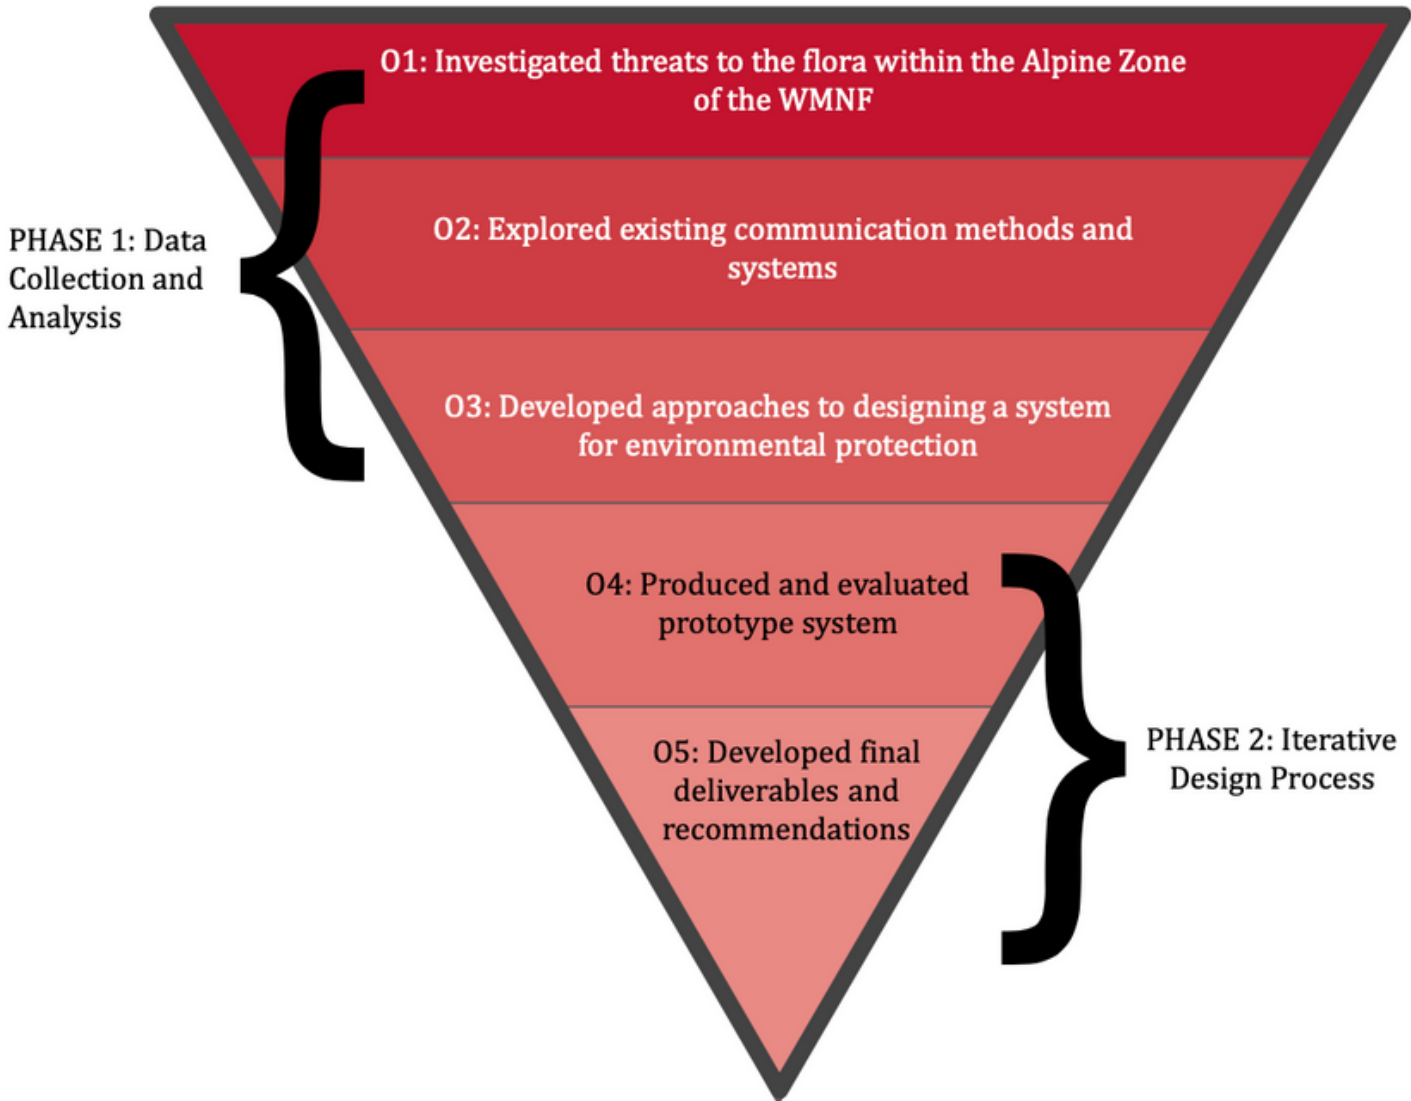 O1: Investigated threats to the flora within the Alpine Zone
of the WMNF
PHASE 1: Data
Collection and
Analysis
O2: Explored existing communication methods and
systems
O3: Developed approaches to designing a system
for environmental protection
O4: Produced and evaluated
prototype system
O5: Developed final
deliverables and
recommendations
PHASE 2: Iterative
Design Process